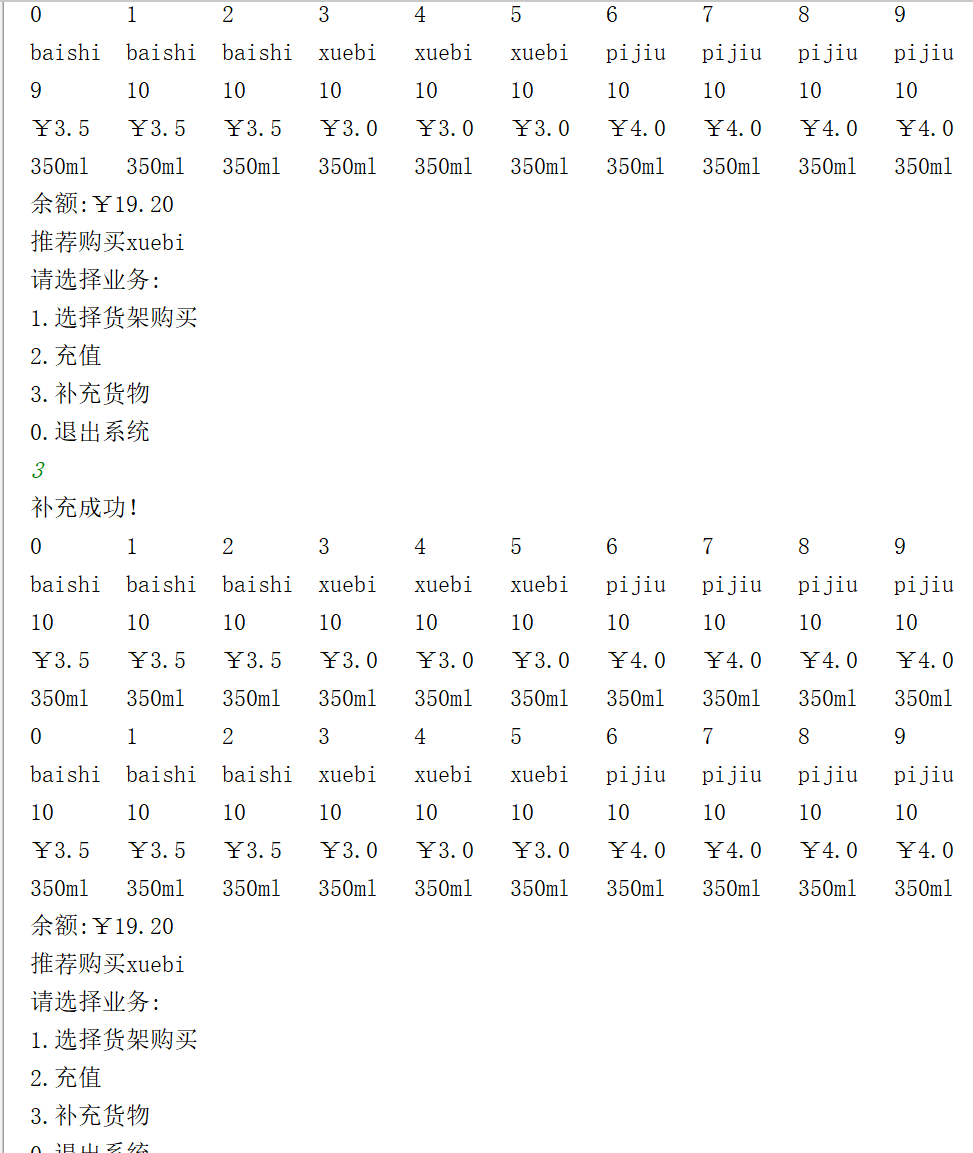 0 1 2 3 4 5 6 7 8 9
baishi baishi baishi xuebi xuebi xuebi pijiu pijiu pijiu pijiu
9 10 10 10 10 10 10 10 10 10
￥3.5 ￥3.5 ￥3.5 ￥3.0 ￥3.0 ￥3.0 ￥4.0 ￥4.0 ￥4.0 ￥4.0
350ml 350ml 350ml 350ml 350ml 350ml 350ml 350ml 350ml 350ml
余额:￥19.20
推荐购买xuebi
请选择业务:
1.选择货架购买
2.充值
3.补充货物
0.退出系统
3
补充成功!
0 1 2 3 4 5 6 7 8 9
baishi baishi baishi xuebi xuebi xuebi pijiu pijiu pijiu pijiu
10 10 10 10 10 10 10 10 10 10
￥3.5 ￥3.5 ￥3.5 ￥3.0 ￥3.0 ￥3.0 ￥4.0 ￥4.0 ￥4.0 ￥4.0
350ml 350ml 350ml 350ml 350ml 350ml 350ml 350ml 350ml 350ml
0 1 2 3 4 5 6 7 8 9
baishi baishi baishi xuebi xuebi xuebi pijiu pijiu pijiu pijiu
10 10 10 10 10 10 10 10 10 10
￥3.5 ￥3.5 ￥3.5 ￥3.0 ￥3.0 ￥3.0 ￥4.0 ￥4.0 ￥4.0 ￥4.0
350ml 350ml 350ml 350ml 350ml 350ml 350ml 350ml 350ml 350ml
余额:￥19.20
推荐购买xuebi
请选择业务:
1.选择货架购买
2.充值
3.补充货物
0.退出系统